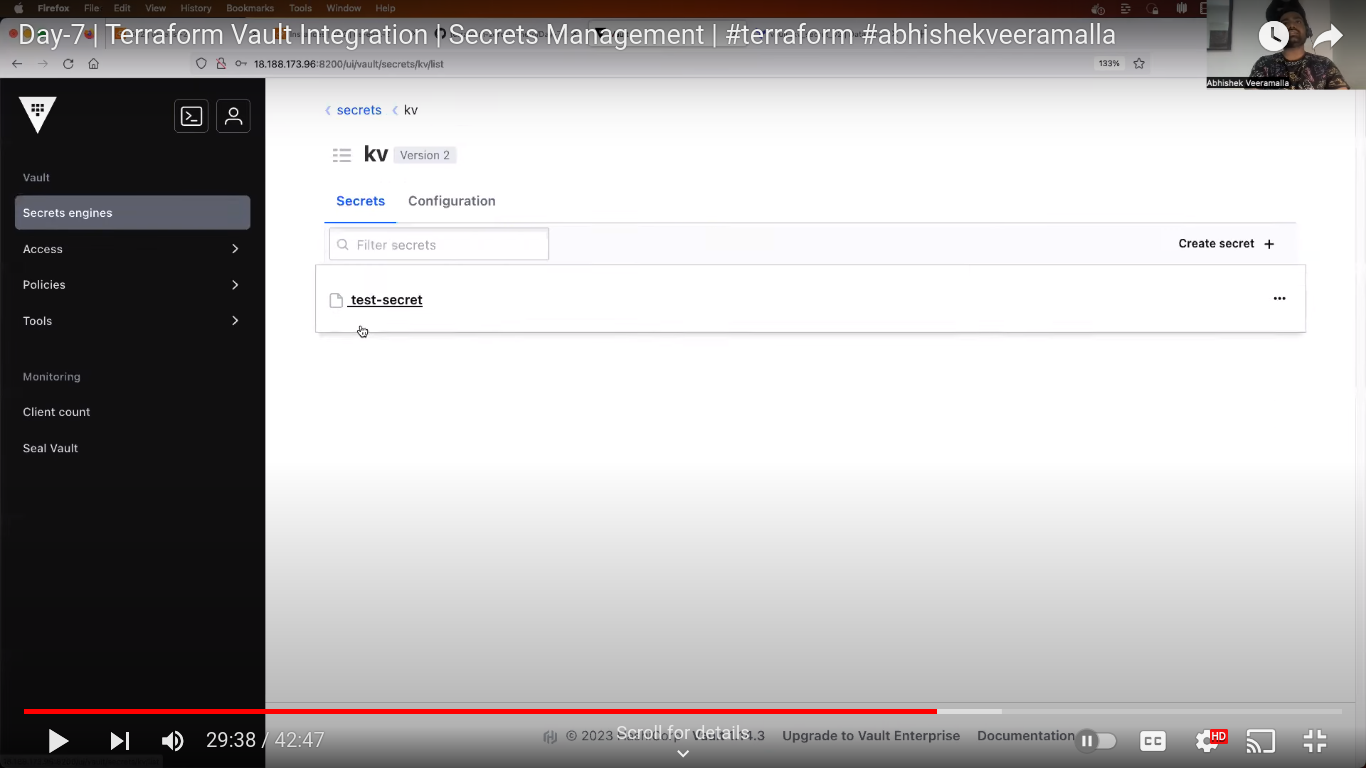 Firefox File Edit View History Bookmarks Tools Window Help
Day-7 | Terraform Vault Integration | Secrets Management | #terraform #abhishekveeramalla
18.188.173.96:8200/ui/vault/secrets/kv/list
133%
Abhishek Veeramalla
secrets kv
kv Version 2
Vault
Secrets Configuration
Secrets engines
Filter secrets
Create secret +
Access
Policies
Tools
test-secret
Monitoring
Client count
Seal Vault
Scroll for details
29:38 / 42:47
© 2023
Upgrade to Vault Enterprise
Documentation
CC
HD